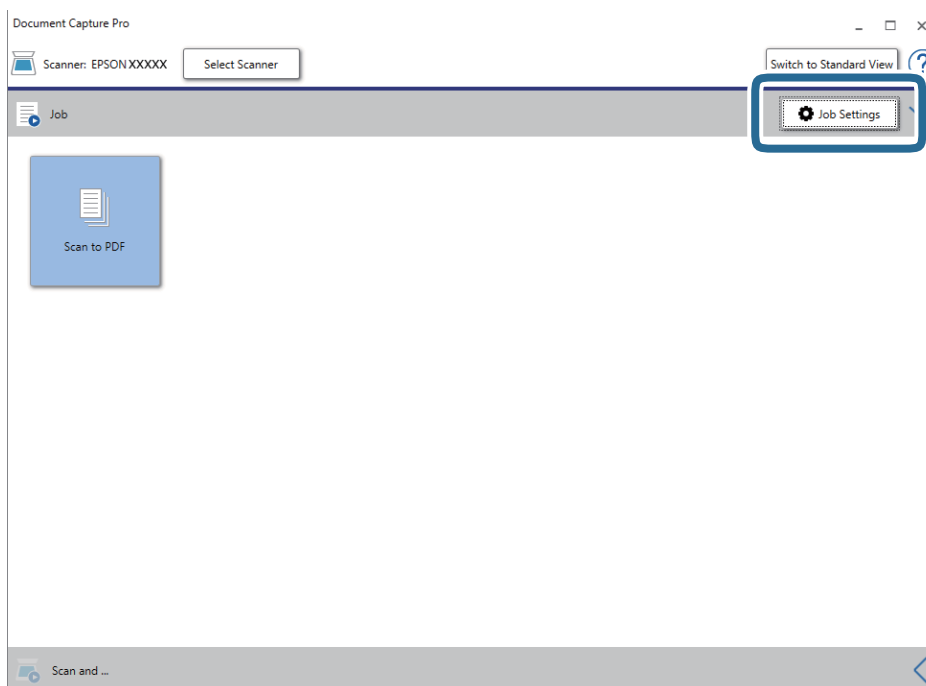 Document Capture Pro
Scanner: EPSON XXXXX
Select Scanner
Switch to Standard View
?
Job
Job Settings
Scan to PDF
Scan and ...